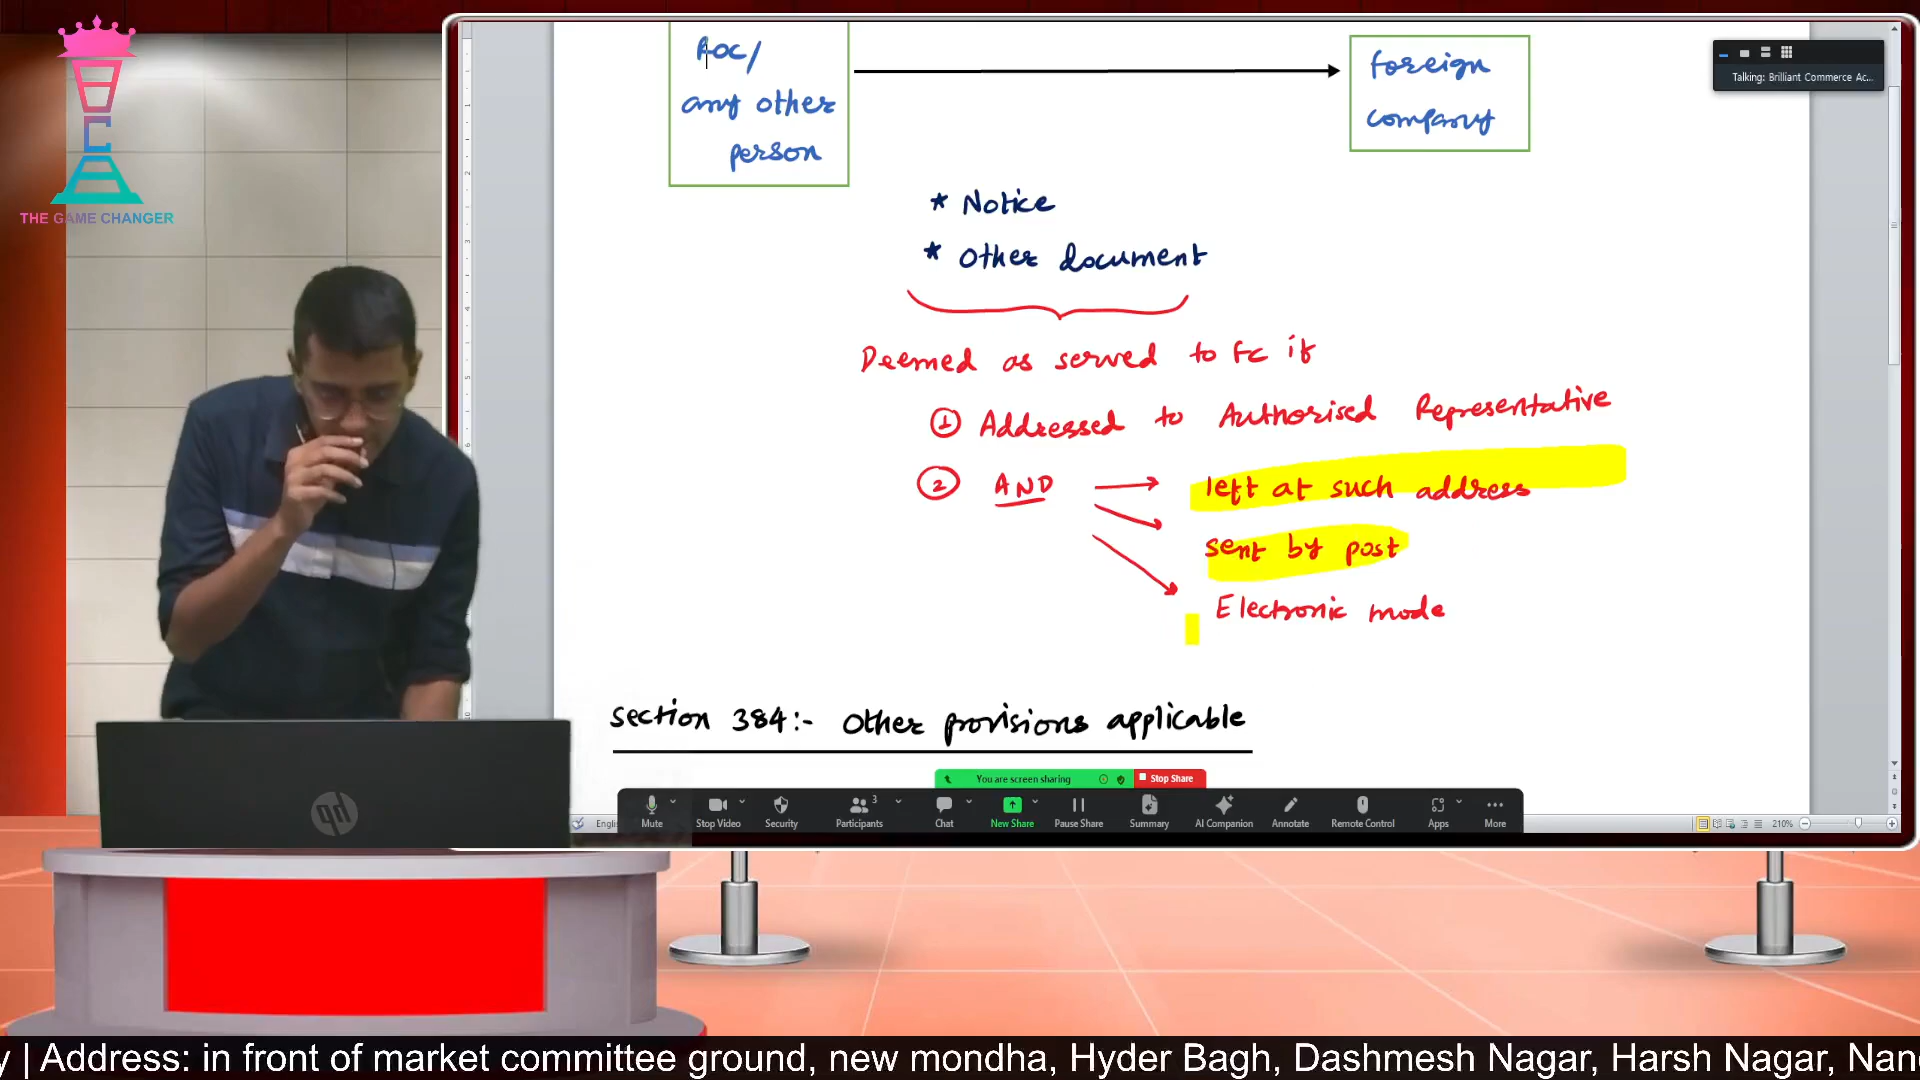 ROC/
any other
person
foreign
company
Talking: Brilliant Commerce Ac...
THE GAME CHANGER
* Notice
* Other document
Deemed as served to FC if
① Addressed to Authorised Representative
② AND
left at such address
sent by post
Electronic mode
Section 384:- Other provisions applicable
You are screen sharing
Stop Share
Mute
Stop Video
Security
Participants
3
Chat
New Share
Pause Share
Summary
AI Companion
Annotate
Remote Control
Apps
More
Engli
210%
hp
y | Address: in front of market committee ground, new mondha, Hyder Bagh, Dashmesh Nagar, Harsh Nagar, Nan